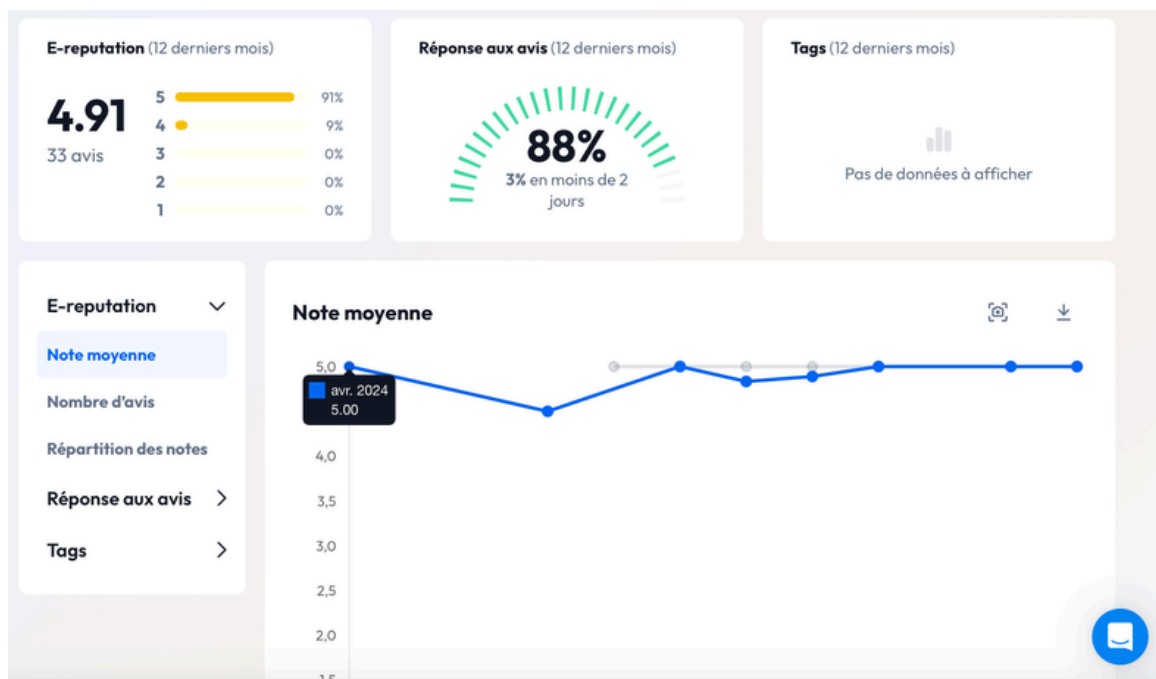 E-reputation (12 derniers mois)
4.91
33 avis
5 91%
4 9%
3 0%
2 0%
1 0%
Réponse aux avis (12 derniers mois)
88%
3% en moins de 2
jours
Tags (12 derniers mois)
Pas de données à afficher
E-reputation
Note moyenne
Nombre d'avis
Répartition des notes
Réponse aux avis
Tags
Note moyenne
5,0
avr. 2024
5.00
4,0
3,5
3,0
2,5
2,0
1,5